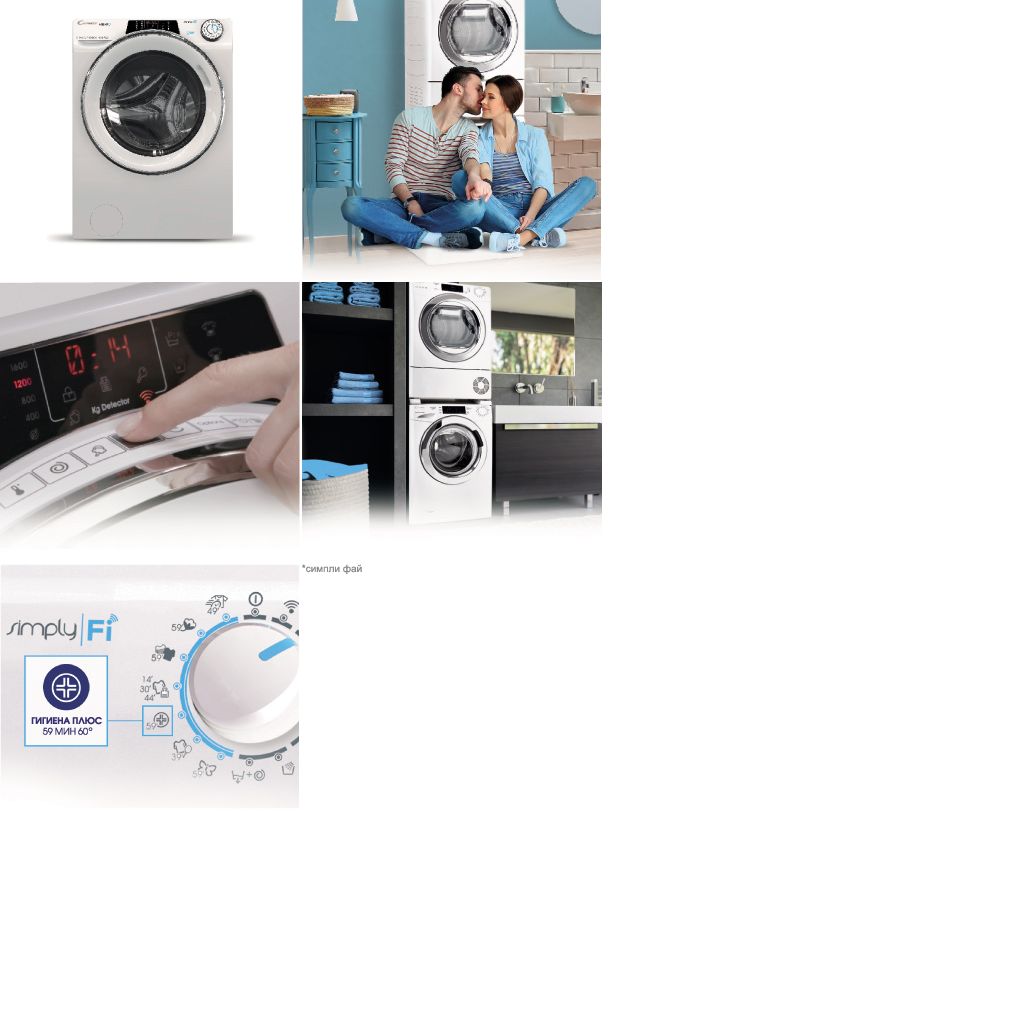 CANDY
0:14
1600
1200
800
400
Kg Detector
*симпли фай
simply Fi
49'
59'
59'
14'
30'
44'
ГИГИЕНА ПЛЮС
59 МИН 60°
59'
39'
59'